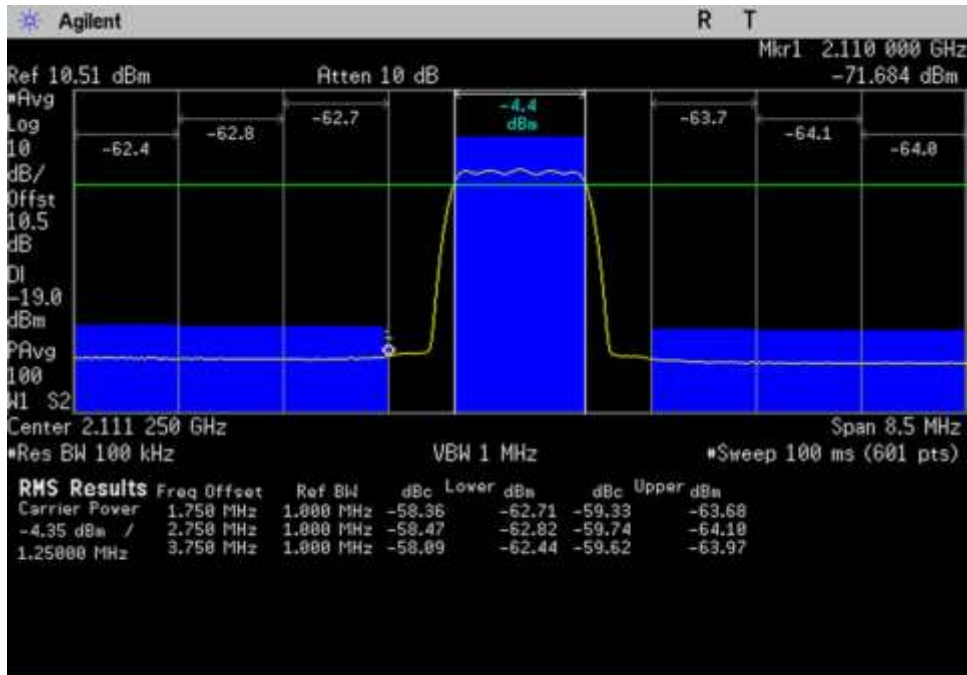 Agilent R T
Mkr1 2.110 000 GHz
Ref 10.51 dBm Atten 10 dB -71.684 dBm
#Avg
Log
10
dB/
Offst
10.5
dB
DI
-19.0
dBm
PAvg
100
W1 S2
-62.4 -62.8 -62.7 -4.4 dBm -63.7 -64.1 -64.0
Center 2.111 250 GHz Span 8.5 MHz
#Res BW 100 kHz VBW 1 MHz #Sweep 100 ms (601 pts)
RMS Results Freq Offset Ref BW dBc Lower dBm dBc Upper dBm
Carrier Power 1.750 MHz 1.000 MHz -58.36 -62.71 -59.33 -63.68
-4.35 dBm / 2.750 MHz 1.000 MHz -58.47 -62.82 -59.74 -64.10
1.25000 MHz 3.750 MHz 1.000 MHz -58.09 -62.44 -59.62 -63.97